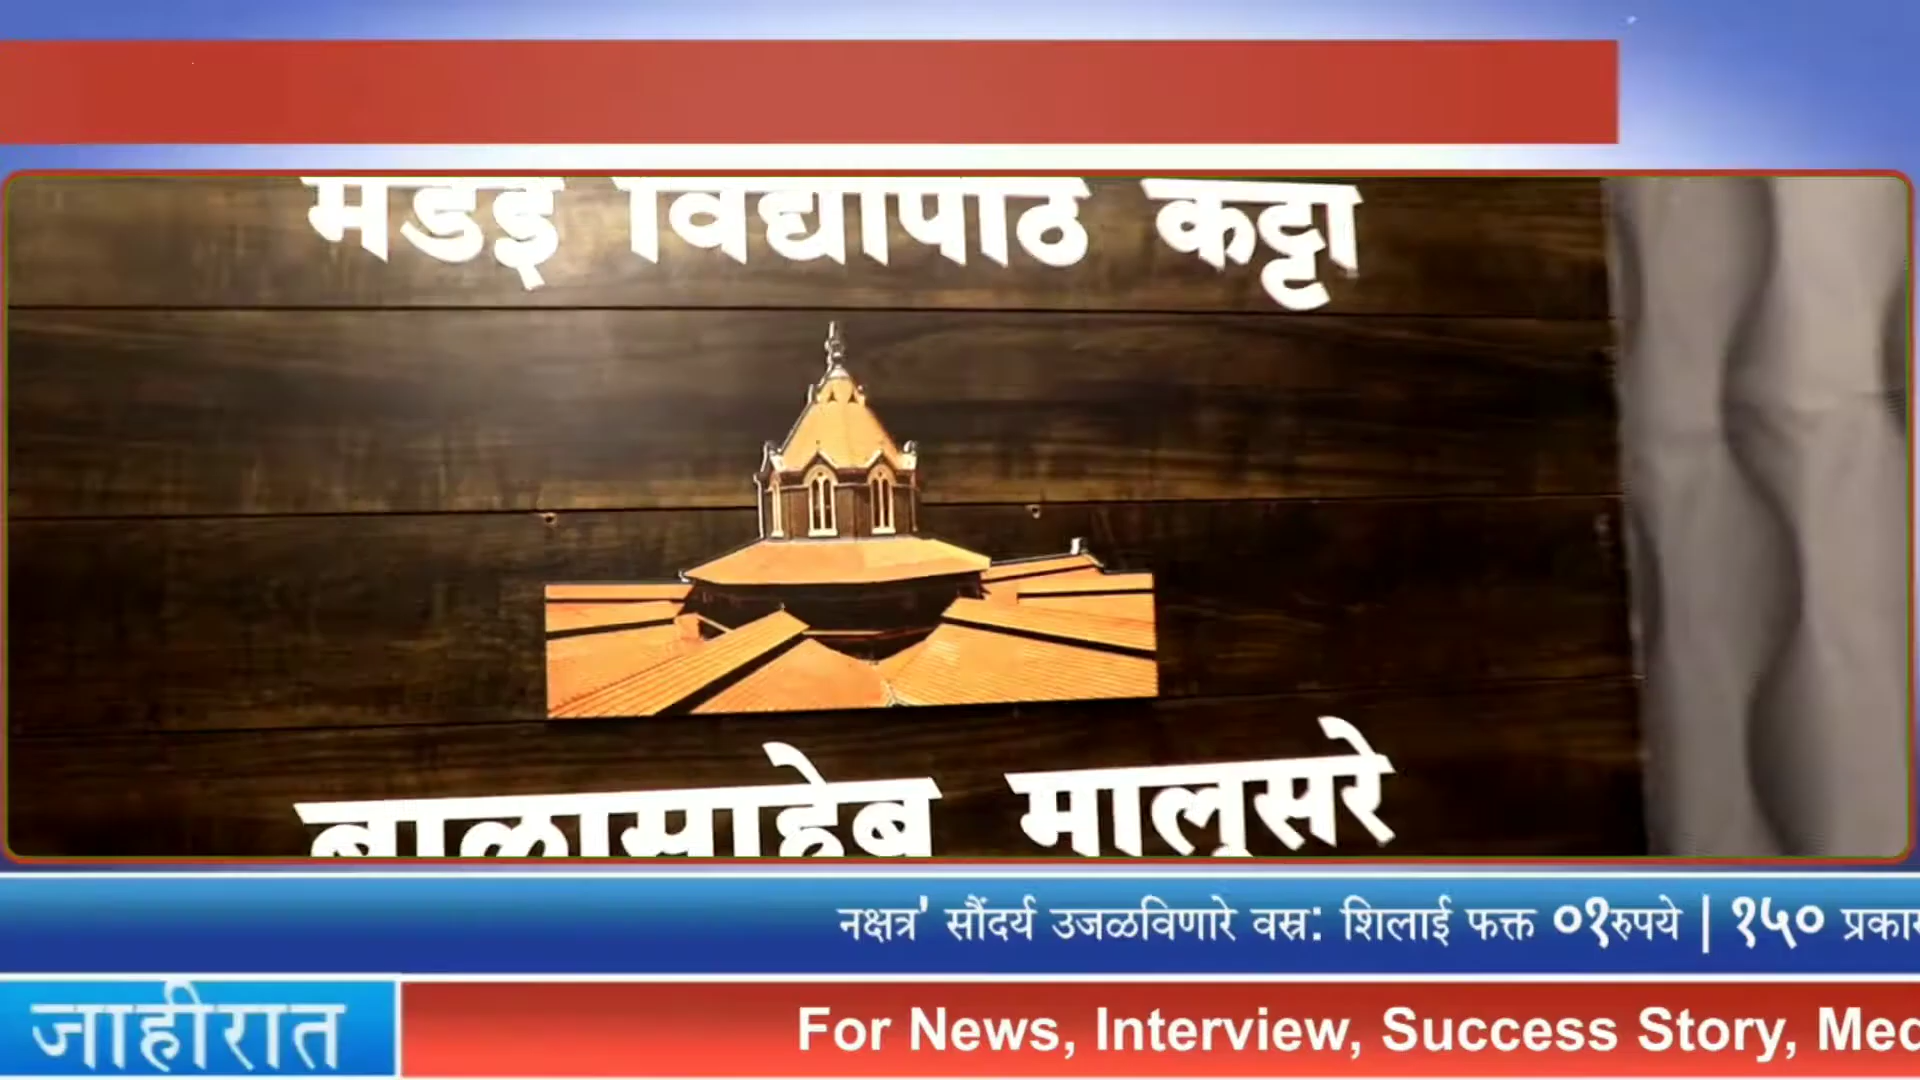 मंडई विद्यापीठ कट्टा
बाळासाहेब मालुसरे
नक्षत्र' सौंदर्य उजळविणारे वस्त्र: शिलाई फक्त ०१रुपये | १५० प्रकार
जाहीरात
For News, Interview, Success Story, Med